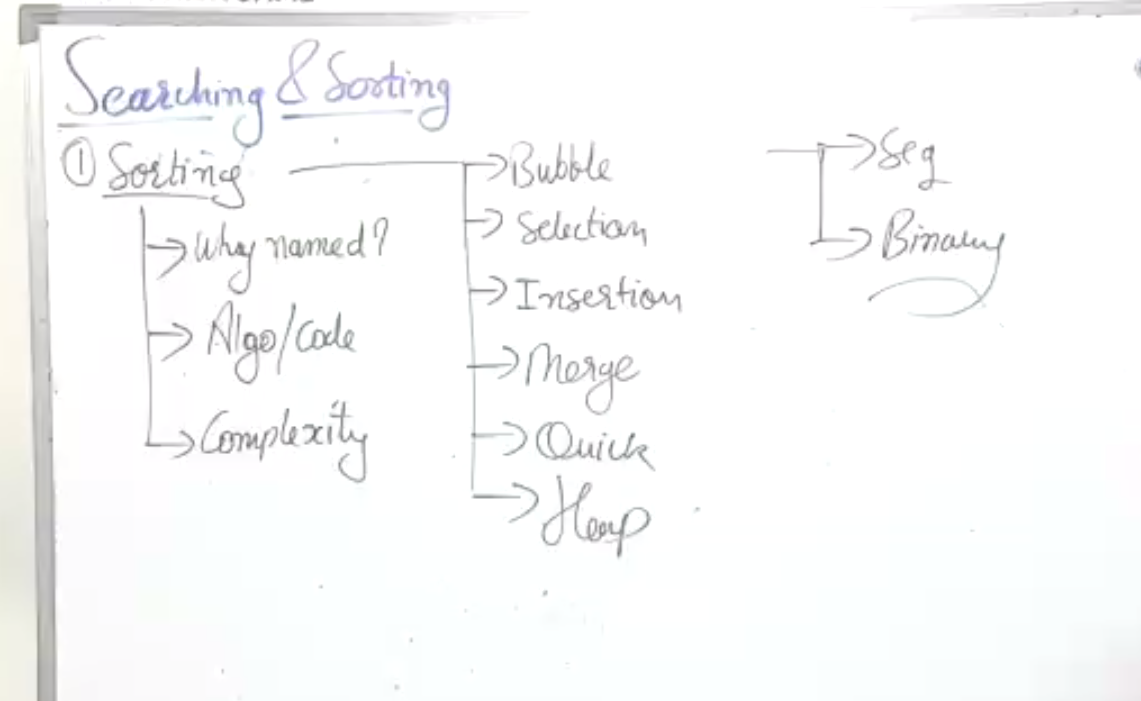 Searching & Sorting
① Sorting
Why named?
Algo/Code
Complexity
Bubble
Selection
Insertion
Merge
Quick
Heap
Seq
Binary